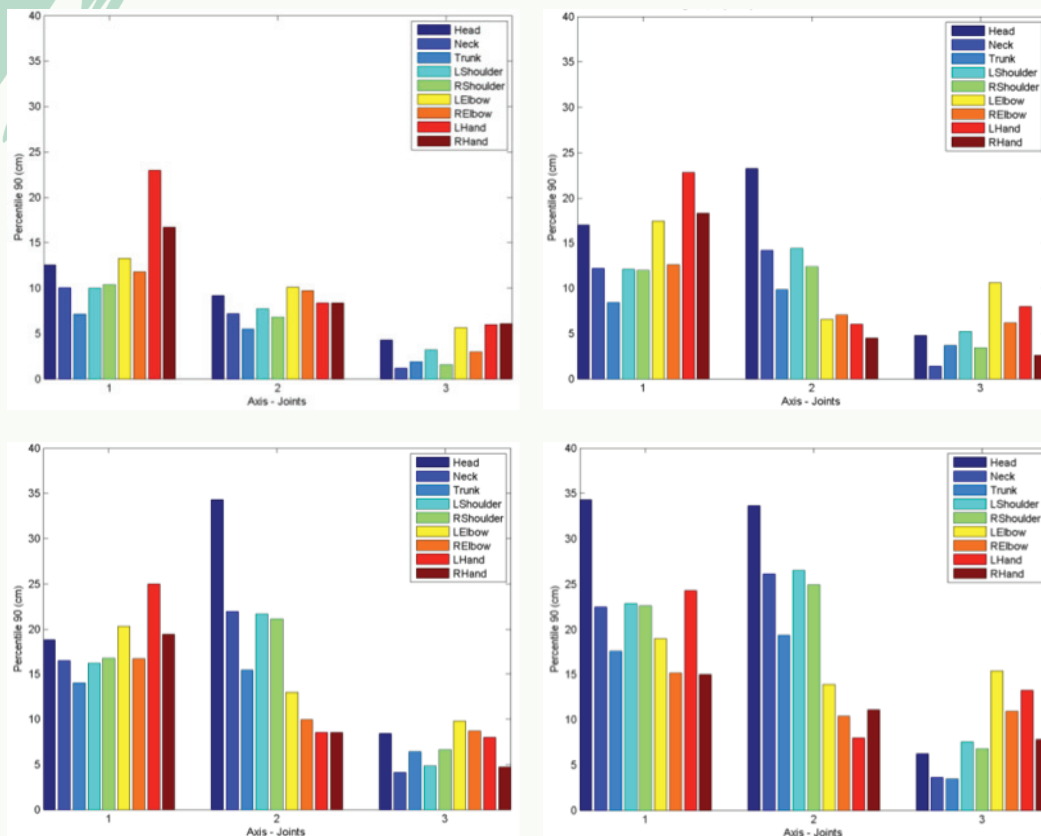 40
35
30
25
20
15
10
5
0
Percentile 90 (cm)
Head
Neck
Trunk
LShoulder
RShoulder
LElbow
RElbow
LHand
RHand
1 2 3
Axis - Joints
40
35
30
25
20
15
10
5
0
Percentile 90 (cm)
Head
Neck
Trunk
LShoulder
RShoulder
LElbow
RElbow
LHand
RHand
1 2 3
Axis - Joints
40
35
30
25
20
15
10
5
0
Percentile 90 (cm)
Head
Neck
Trunk
LShoulder
RShoulder
LElbow
RElbow
LHand
RHand
1 2 3
Axis - Joints
40
35
30
25
20
15
10
5
0
Percentile 90 (cm)
Head
Neck
Trunk
LShoulder
RShoulder
LElbow
RElbow
LHand
RHand
1 2 3
Axis - Joints